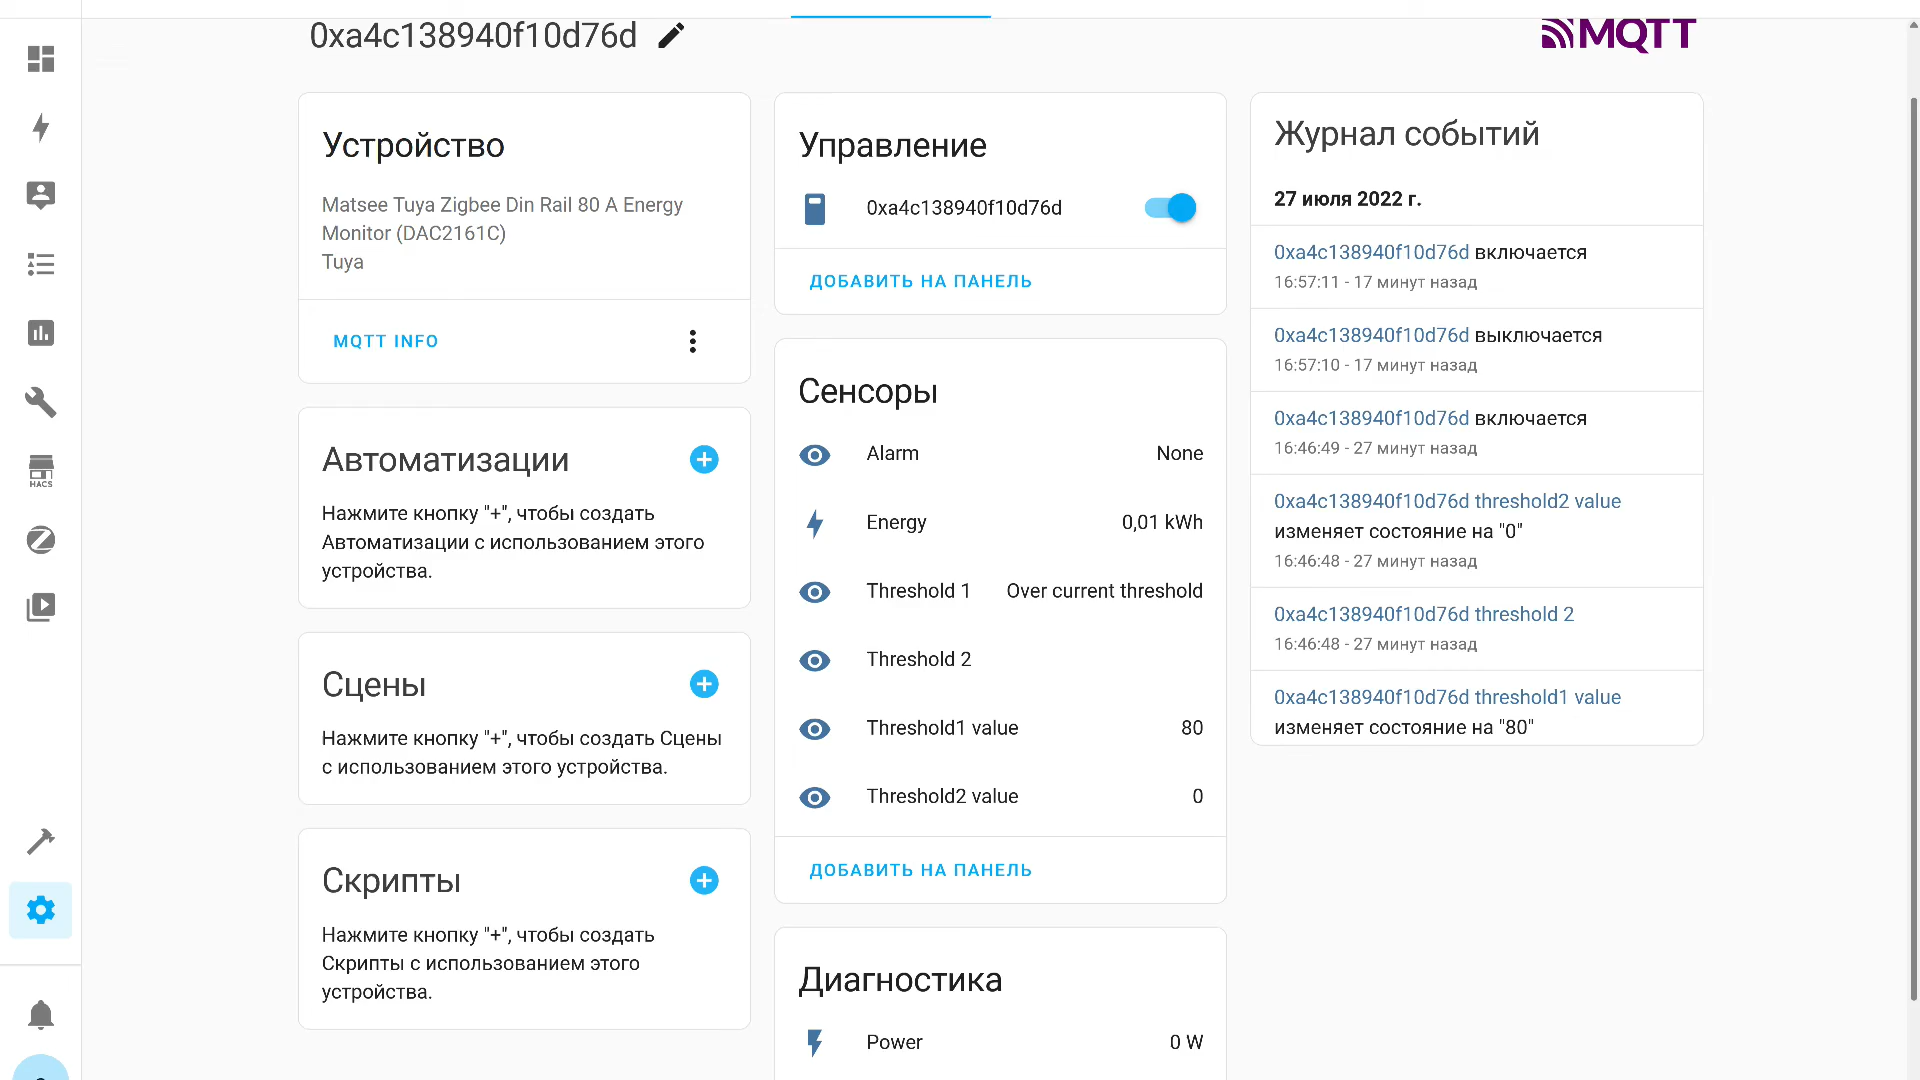 0xa4c138940f10d76d
MQTT
Устройство
Matsee Tuya Zigbee Din Rail 80 A Energy
Monitor (DAC2161C)
Tuya
MQTT INFO
Автоматизации
Нажмите кнопку "+", чтобы создать
Автоматизации с использованием этого
устройства.
Сцены
Нажмите кнопку "+", чтобы создать Сцены
с использованием этого устройства.
Скрипты
Нажмите кнопку "+", чтобы создать
Скрипты с использованием этого
устройства.
Управление
0xa4c138940f10d76d
ДОБАВИТЬ НА ПАНЕЛЬ
Сенсоры
Alarm None
Energy 0,01 kWh
Threshold 1 Over current threshold
Threshold 2
Threshold1 value 80
Threshold2 value 0
ДОБАВИТЬ НА ПАНЕЛЬ
Диагностика
Power 0 W
Журнал событий
27 июля 2022 г.
0xa4c138940f10d76d включается
16:57:11 - 17 минут назад
0xa4c138940f10d76d выключается
16:57:10 - 17 минут назад
0xa4c138940f10d76d включается
16:46:49 - 27 минут назад
0xa4c138940f10d76d threshold2 value
изменяет состояние на "0"
16:46:48 - 27 минут назад
0xa4c138940f10d76d threshold 2
16:46:48 - 27 минут назад
0xa4c138940f10d76d threshold1 value
изменяет состояние на "80"
HACS